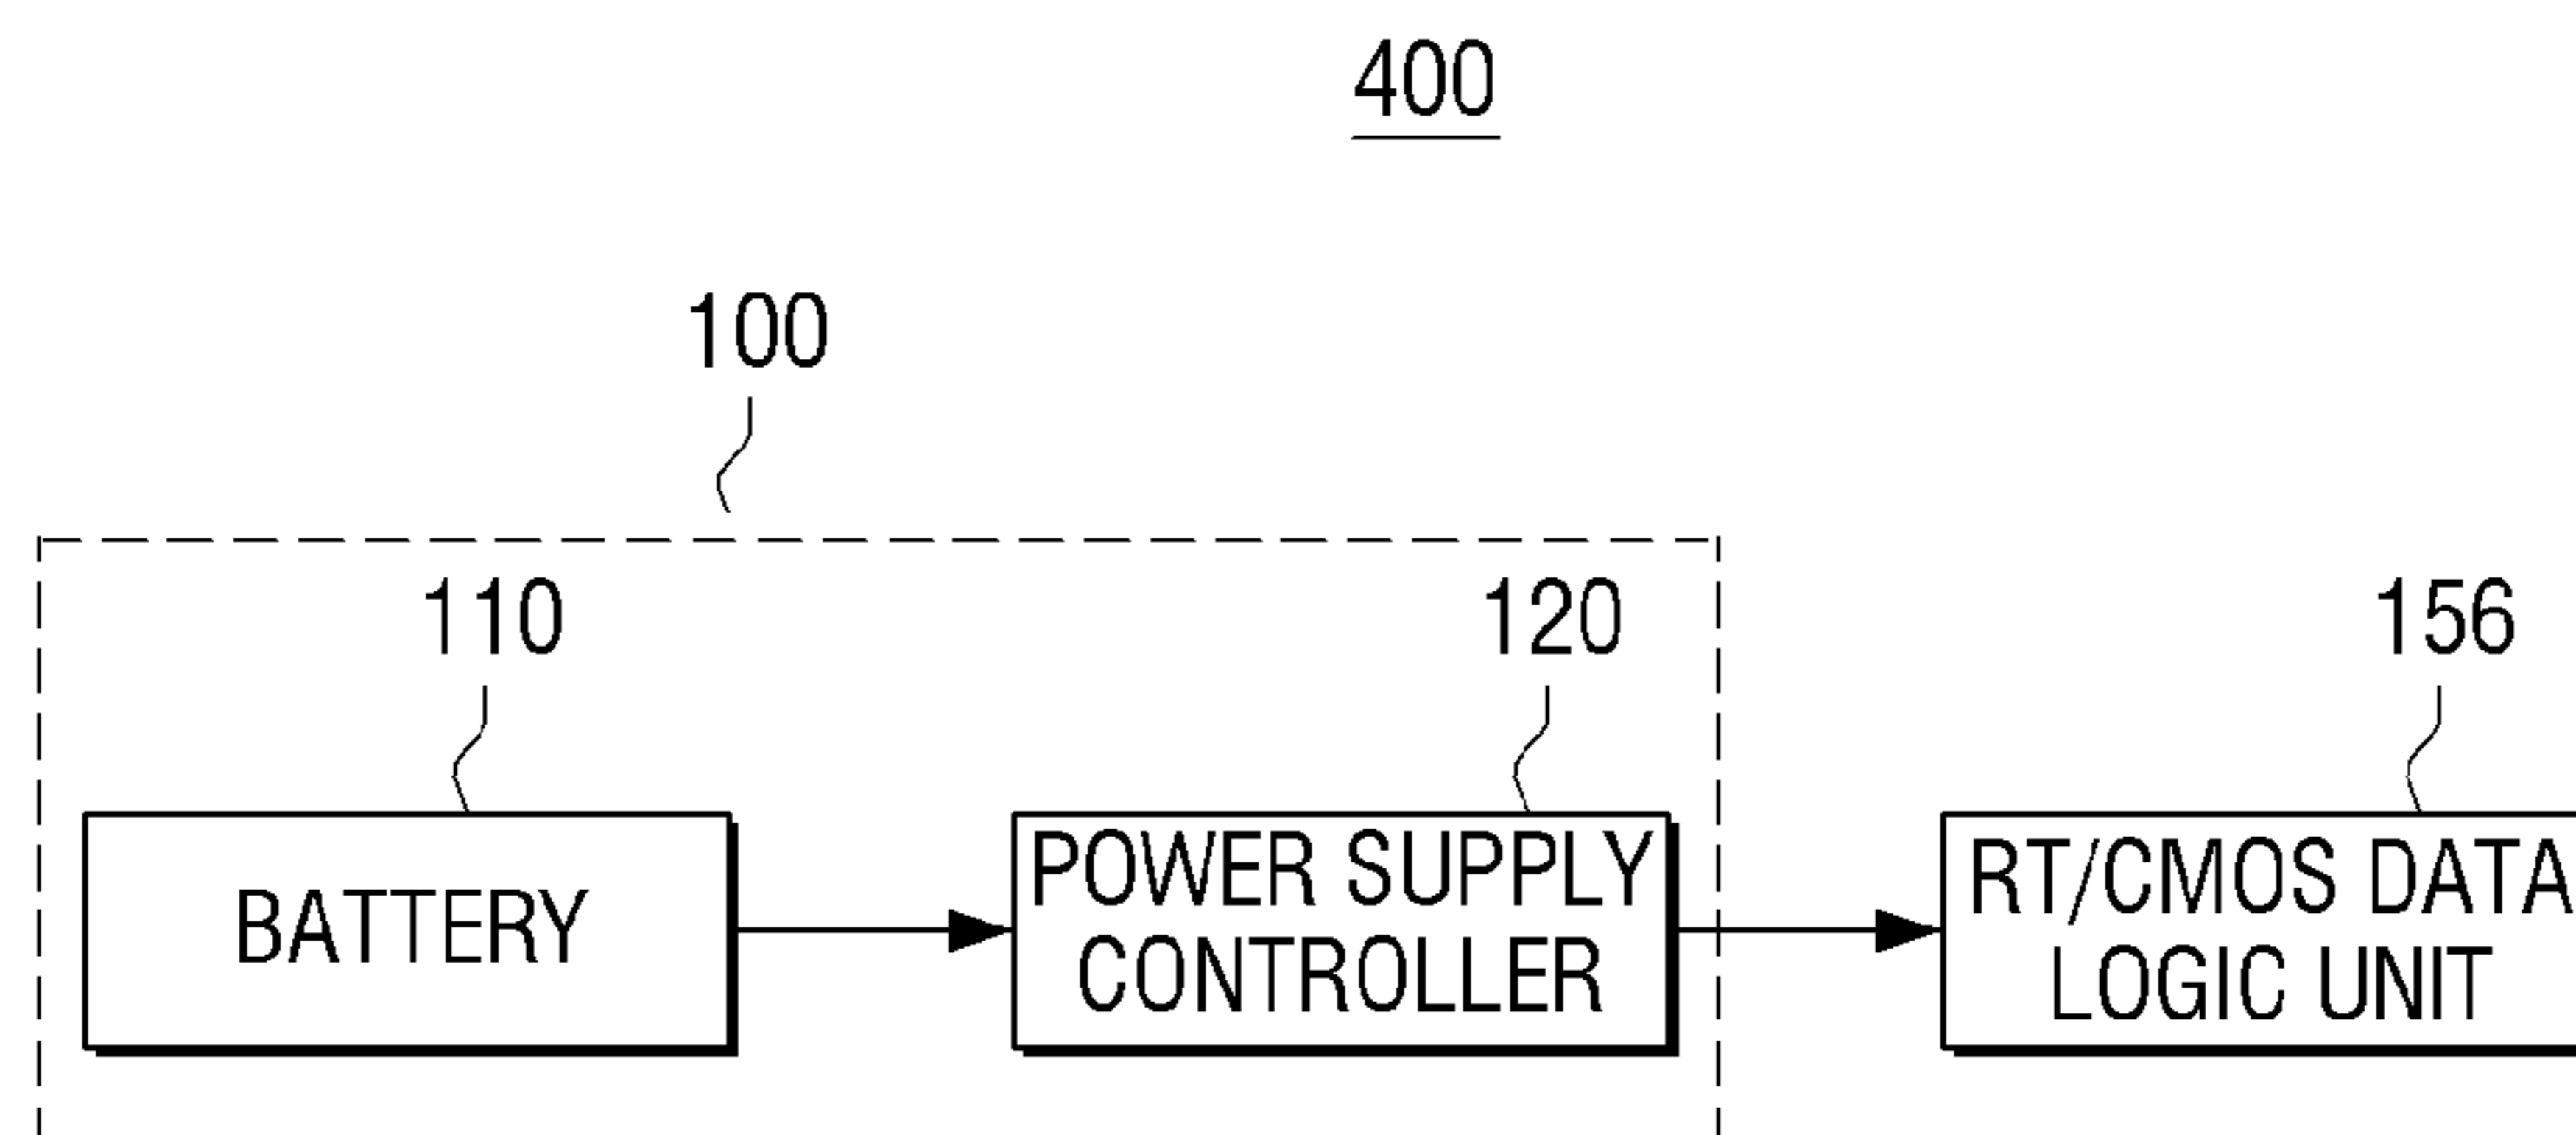 400
100
110
120
156
BATTERY
POWER SUPPLY
CONTROLLER
RT/CMOS DATA
LOGIC UNIT